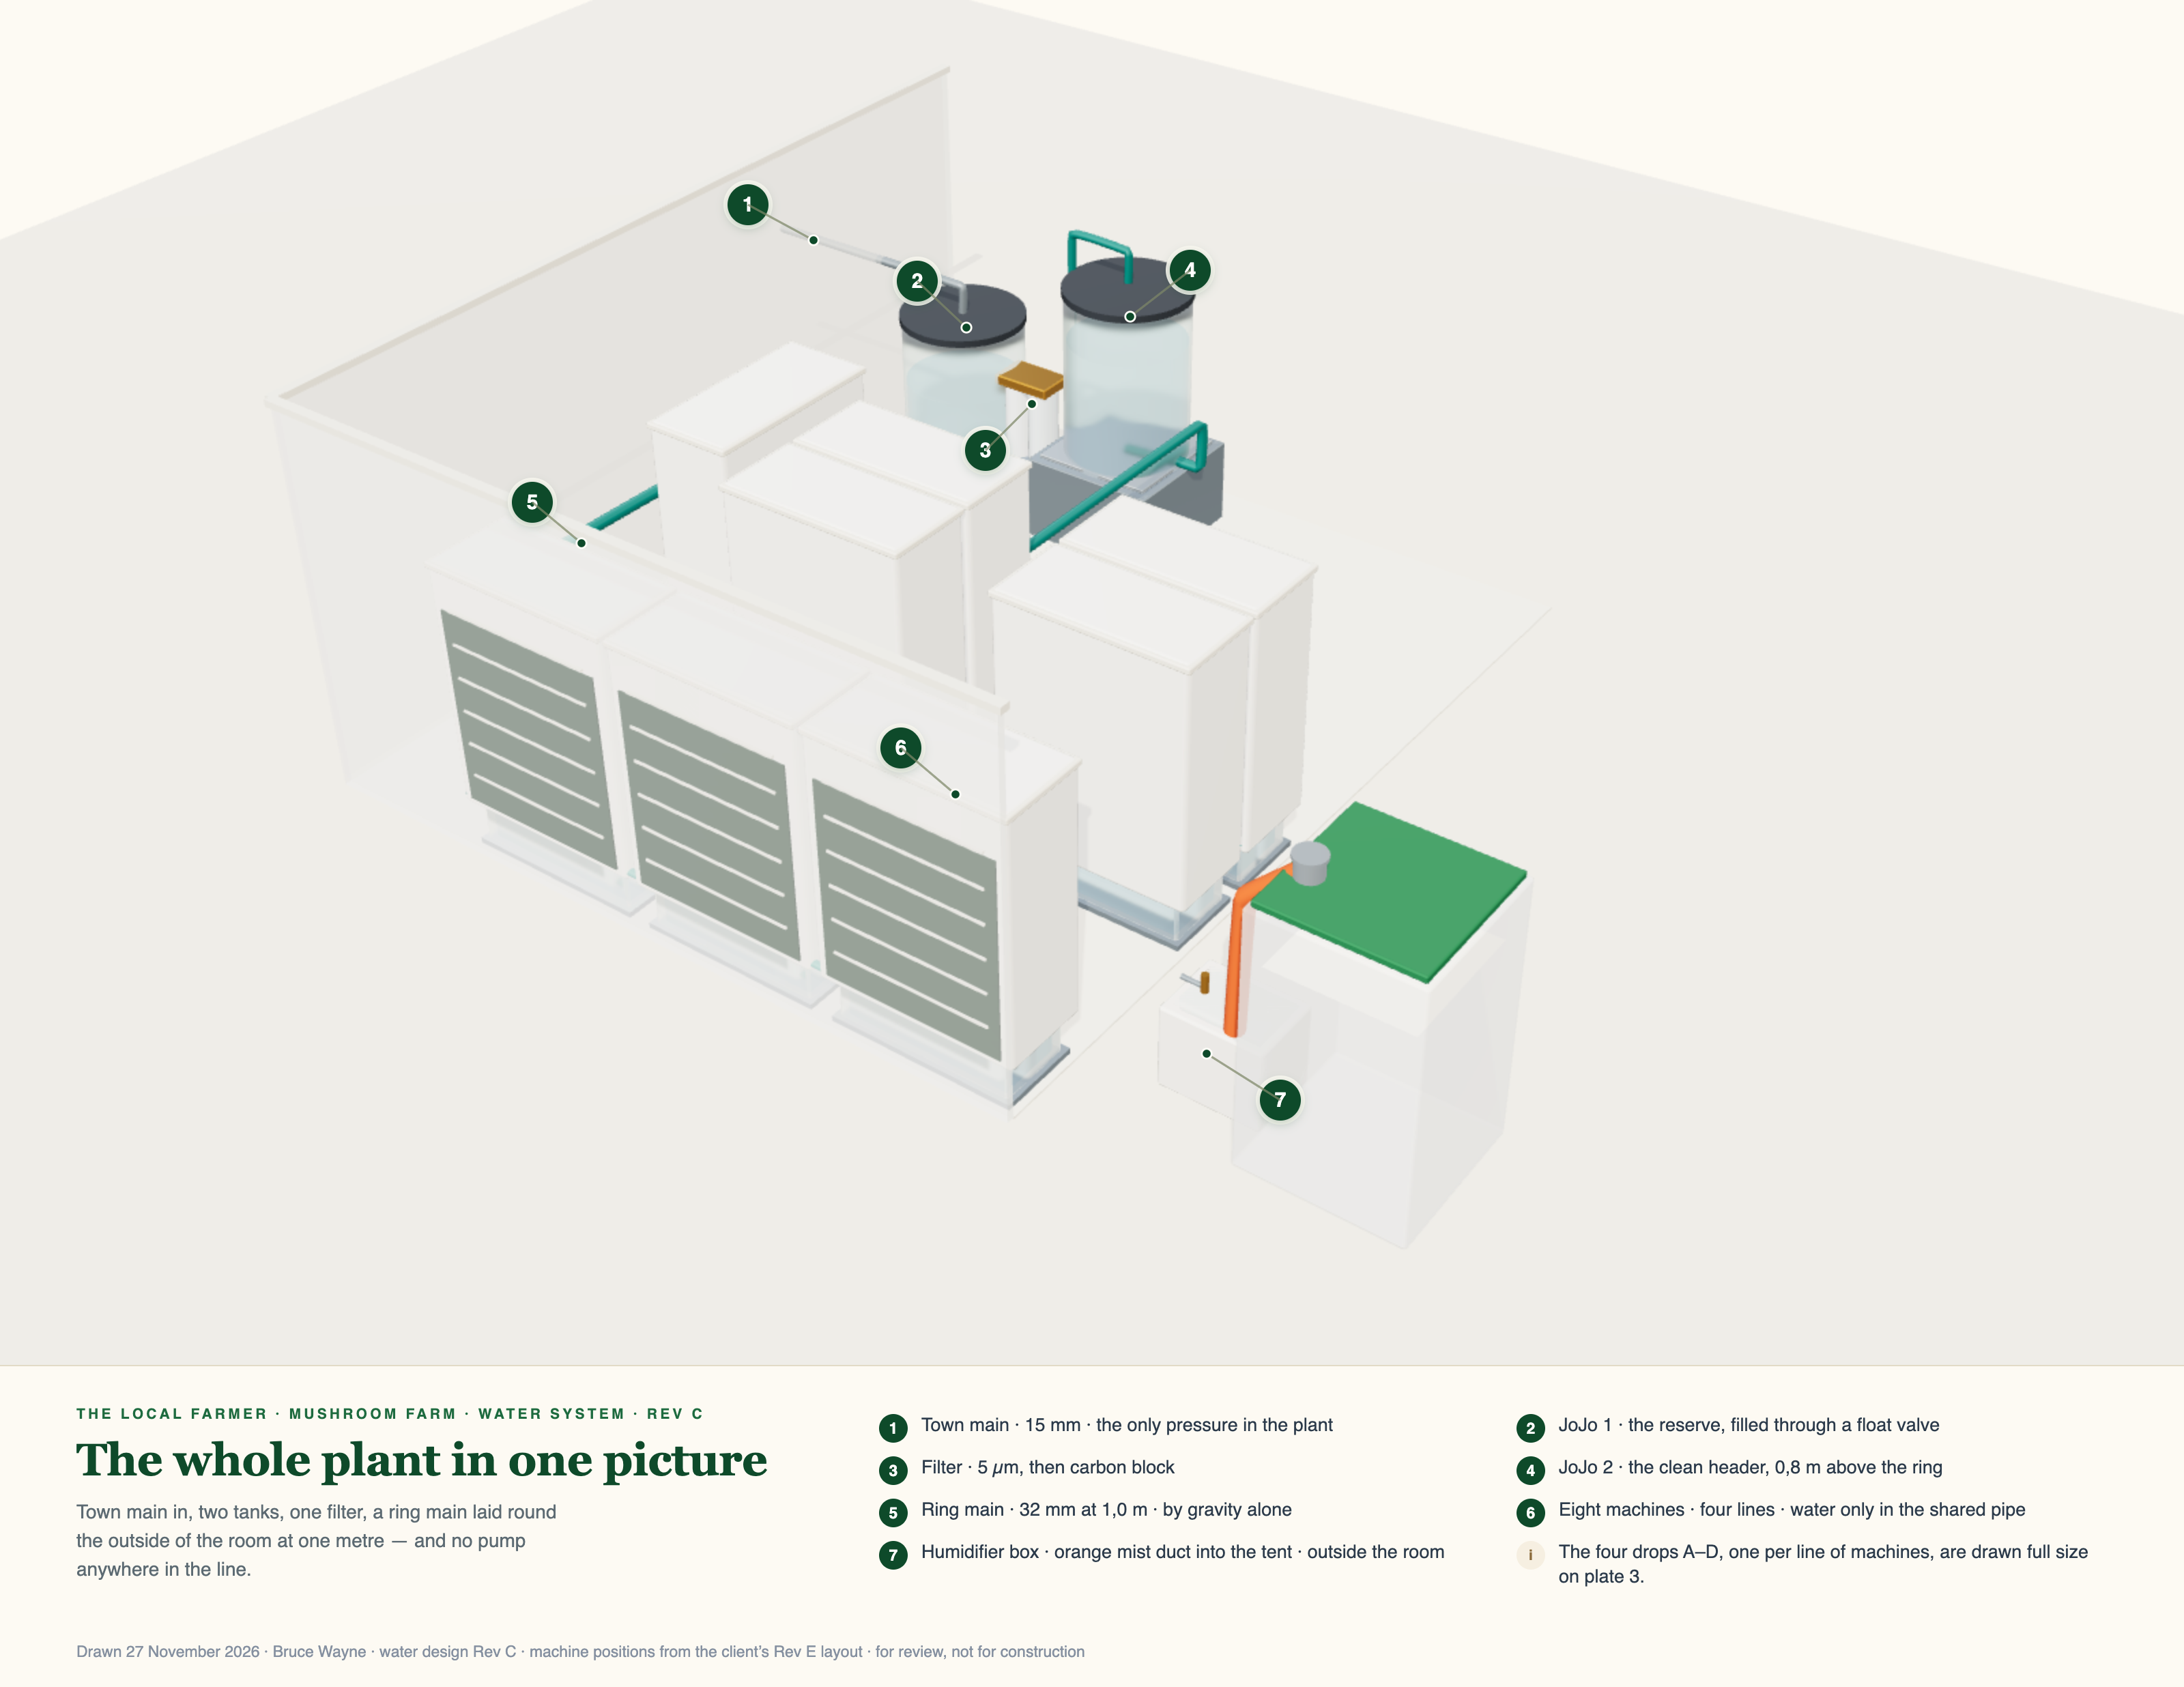 1
2
4
3
5
6
7
THE LOCAL FARMER · MUSHROOM FARM · WATER SYSTEM · REV C
The whole plant in one picture
Town main in, two tanks, one filter, a ring main laid round
the outside of the room at one metre — and no pump
anywhere in the line.
1 Town main · 15 mm · the only pressure in the plant
2 JoJo 1 · the reserve, filled through a float valve
3 Filter · 5 µm, then carbon block
4 JoJo 2 · the clean header, 0,8 m above the ring
5 Ring main · 32 mm at 1,0 m · by gravity alone
6 Eight machines · four lines · water only in the shared pipe
7 Humidifier box · orange mist duct into the tent · outside the room
i The four drops A–D, one per line of machines, are drawn full size
on plate 3.
Drawn 27 November 2026 · Bruce Wayne · water design Rev C · machine positions from the client's Rev E layout · for review, not for construction